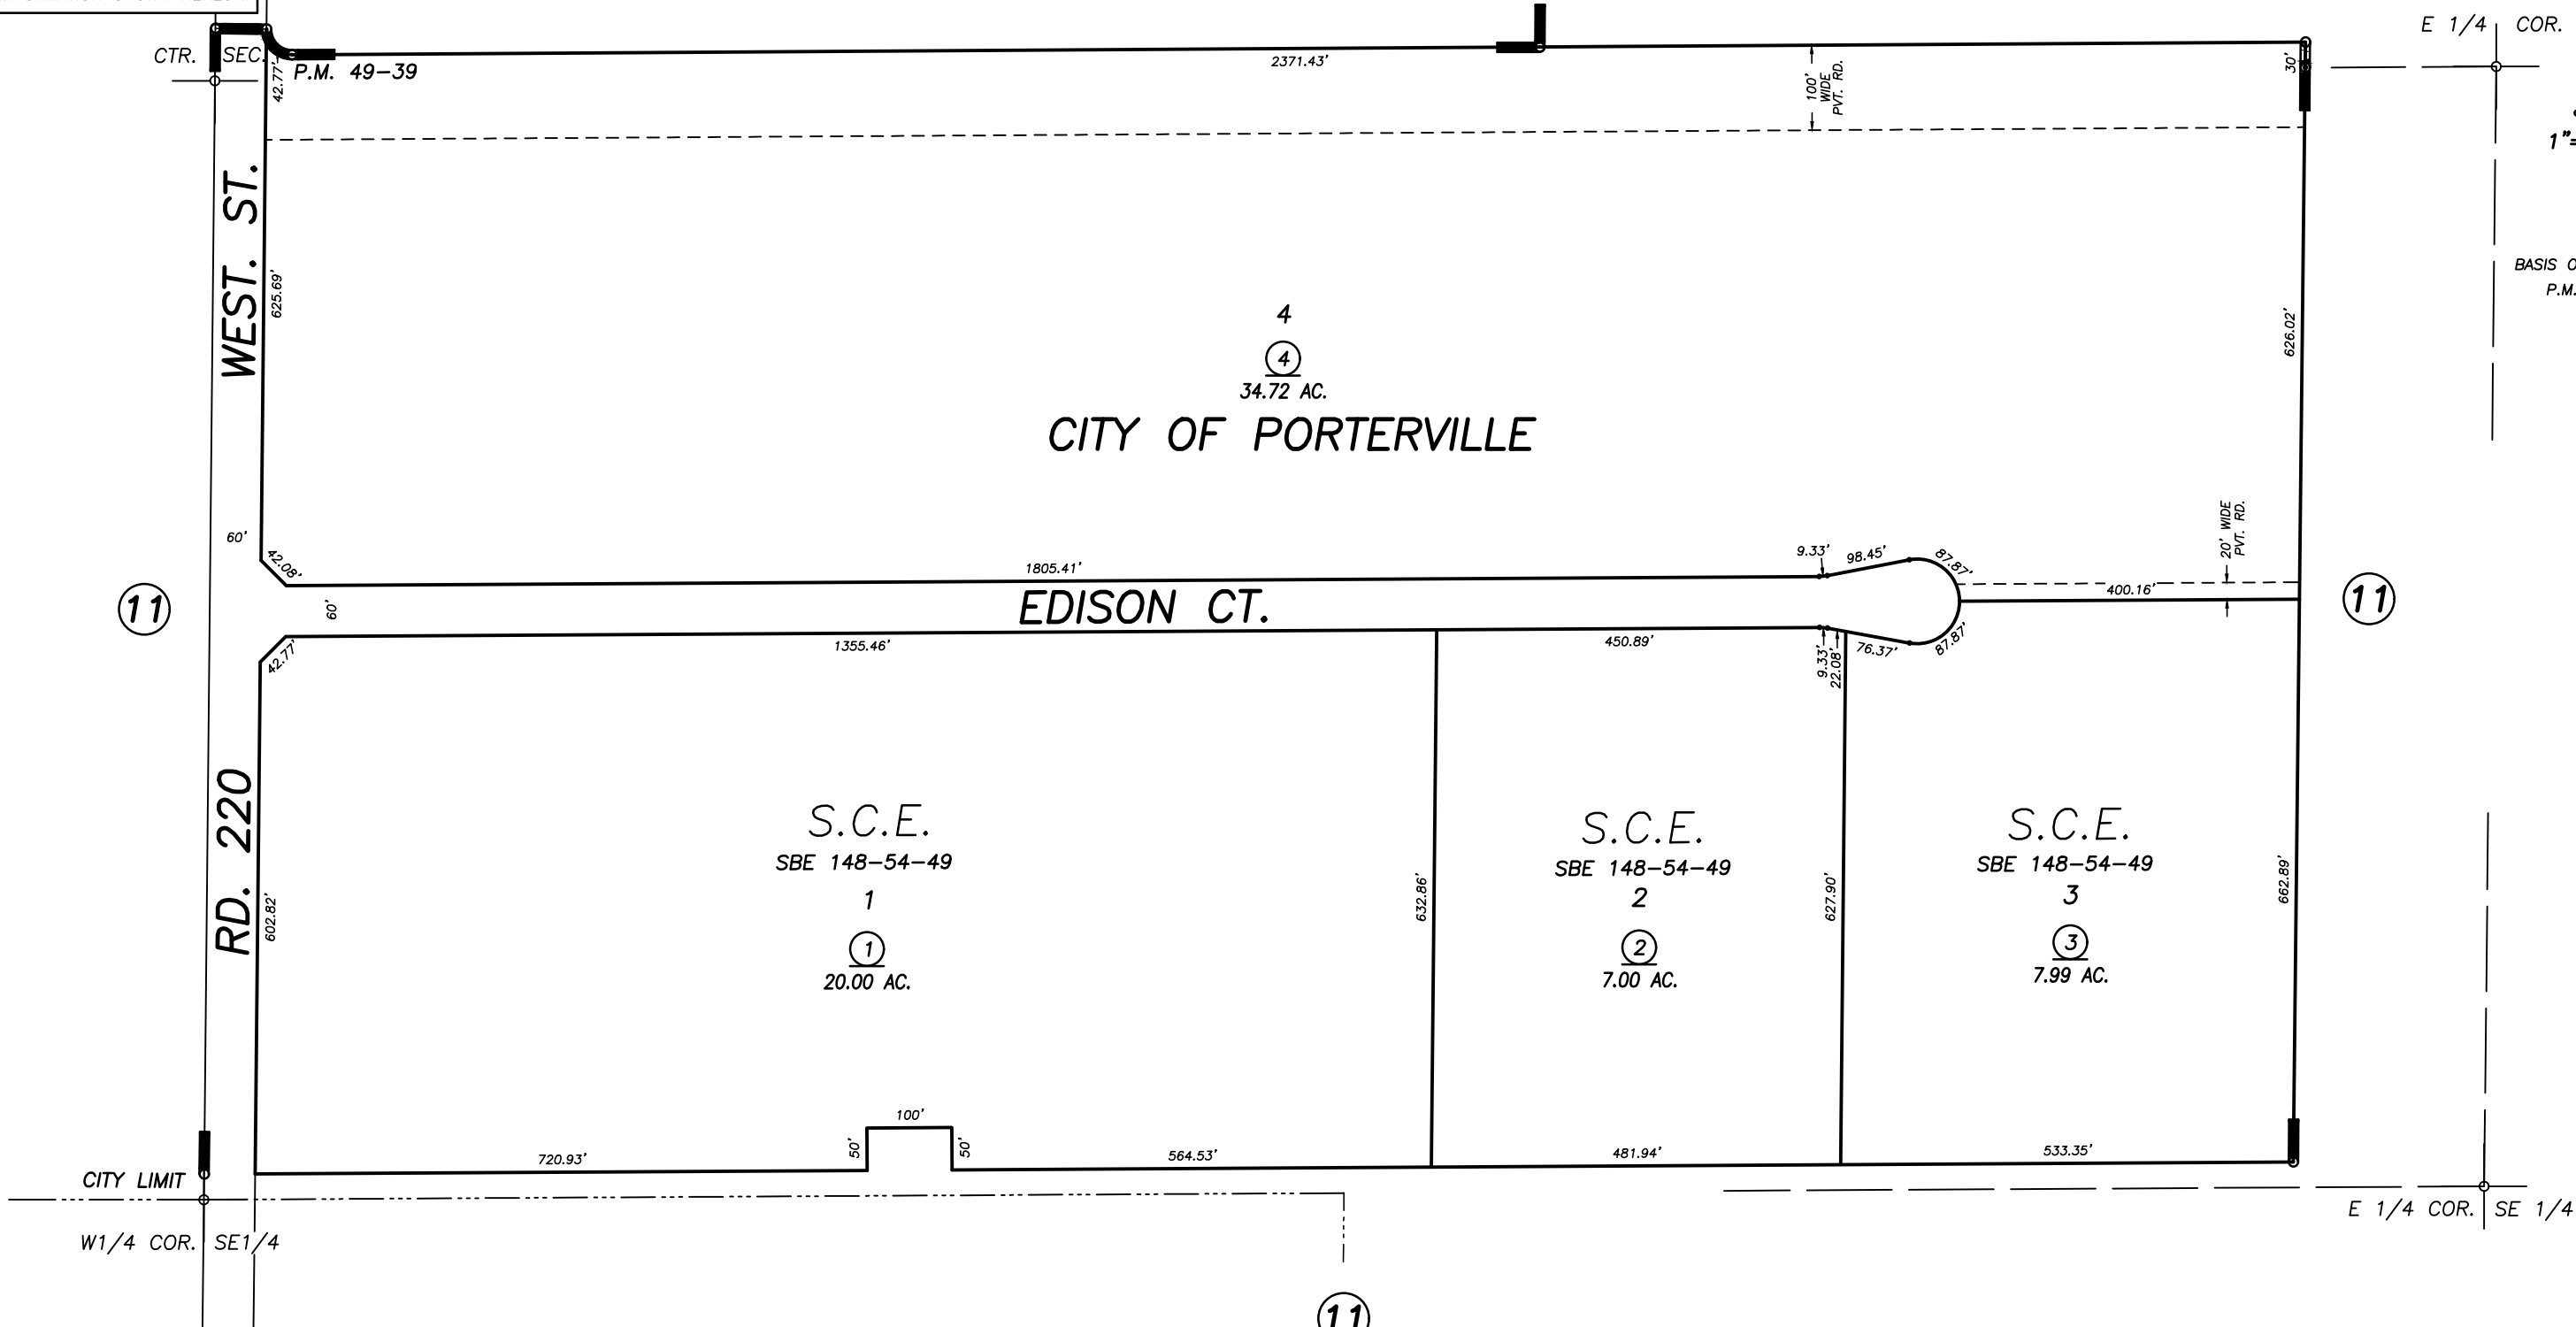 CTR. SEC.
P.M. 49-39
42.77'
2371.43'
100'
WIDE
PVT. RD.
30'
E 1/4 COR.
1"=
BASIS O
P.M.
WEST. ST.
625.69'
626.02'
4
4
34.72 AC.
CITY OF PORTERVILLE
60'
42.08'
1805.41'
9.33'
98.45'
87.87'
20' WIDE
PVT. RD.
400.16'
11
60'
EDISON CT.
11
42.77'
1355.46'
450.89'
9.33'
22.08'
76.37'
87.87'
RD. 220
602.82'
S.C.E.
SBE 148-54-49
1
1
20.00 AC.
632.86'
S.C.E.
SBE 148-54-49
2
2
7.00 AC.
627.90'
S.C.E.
SBE 148-54-49
3
3
7.99 AC.
662.89'
720.93'
50'
100'
50'
564.53'
481.94'
533.35'
CITY LIMIT
W1/4 COR. SE1/4
E 1/4 COR. SE 1/4
11